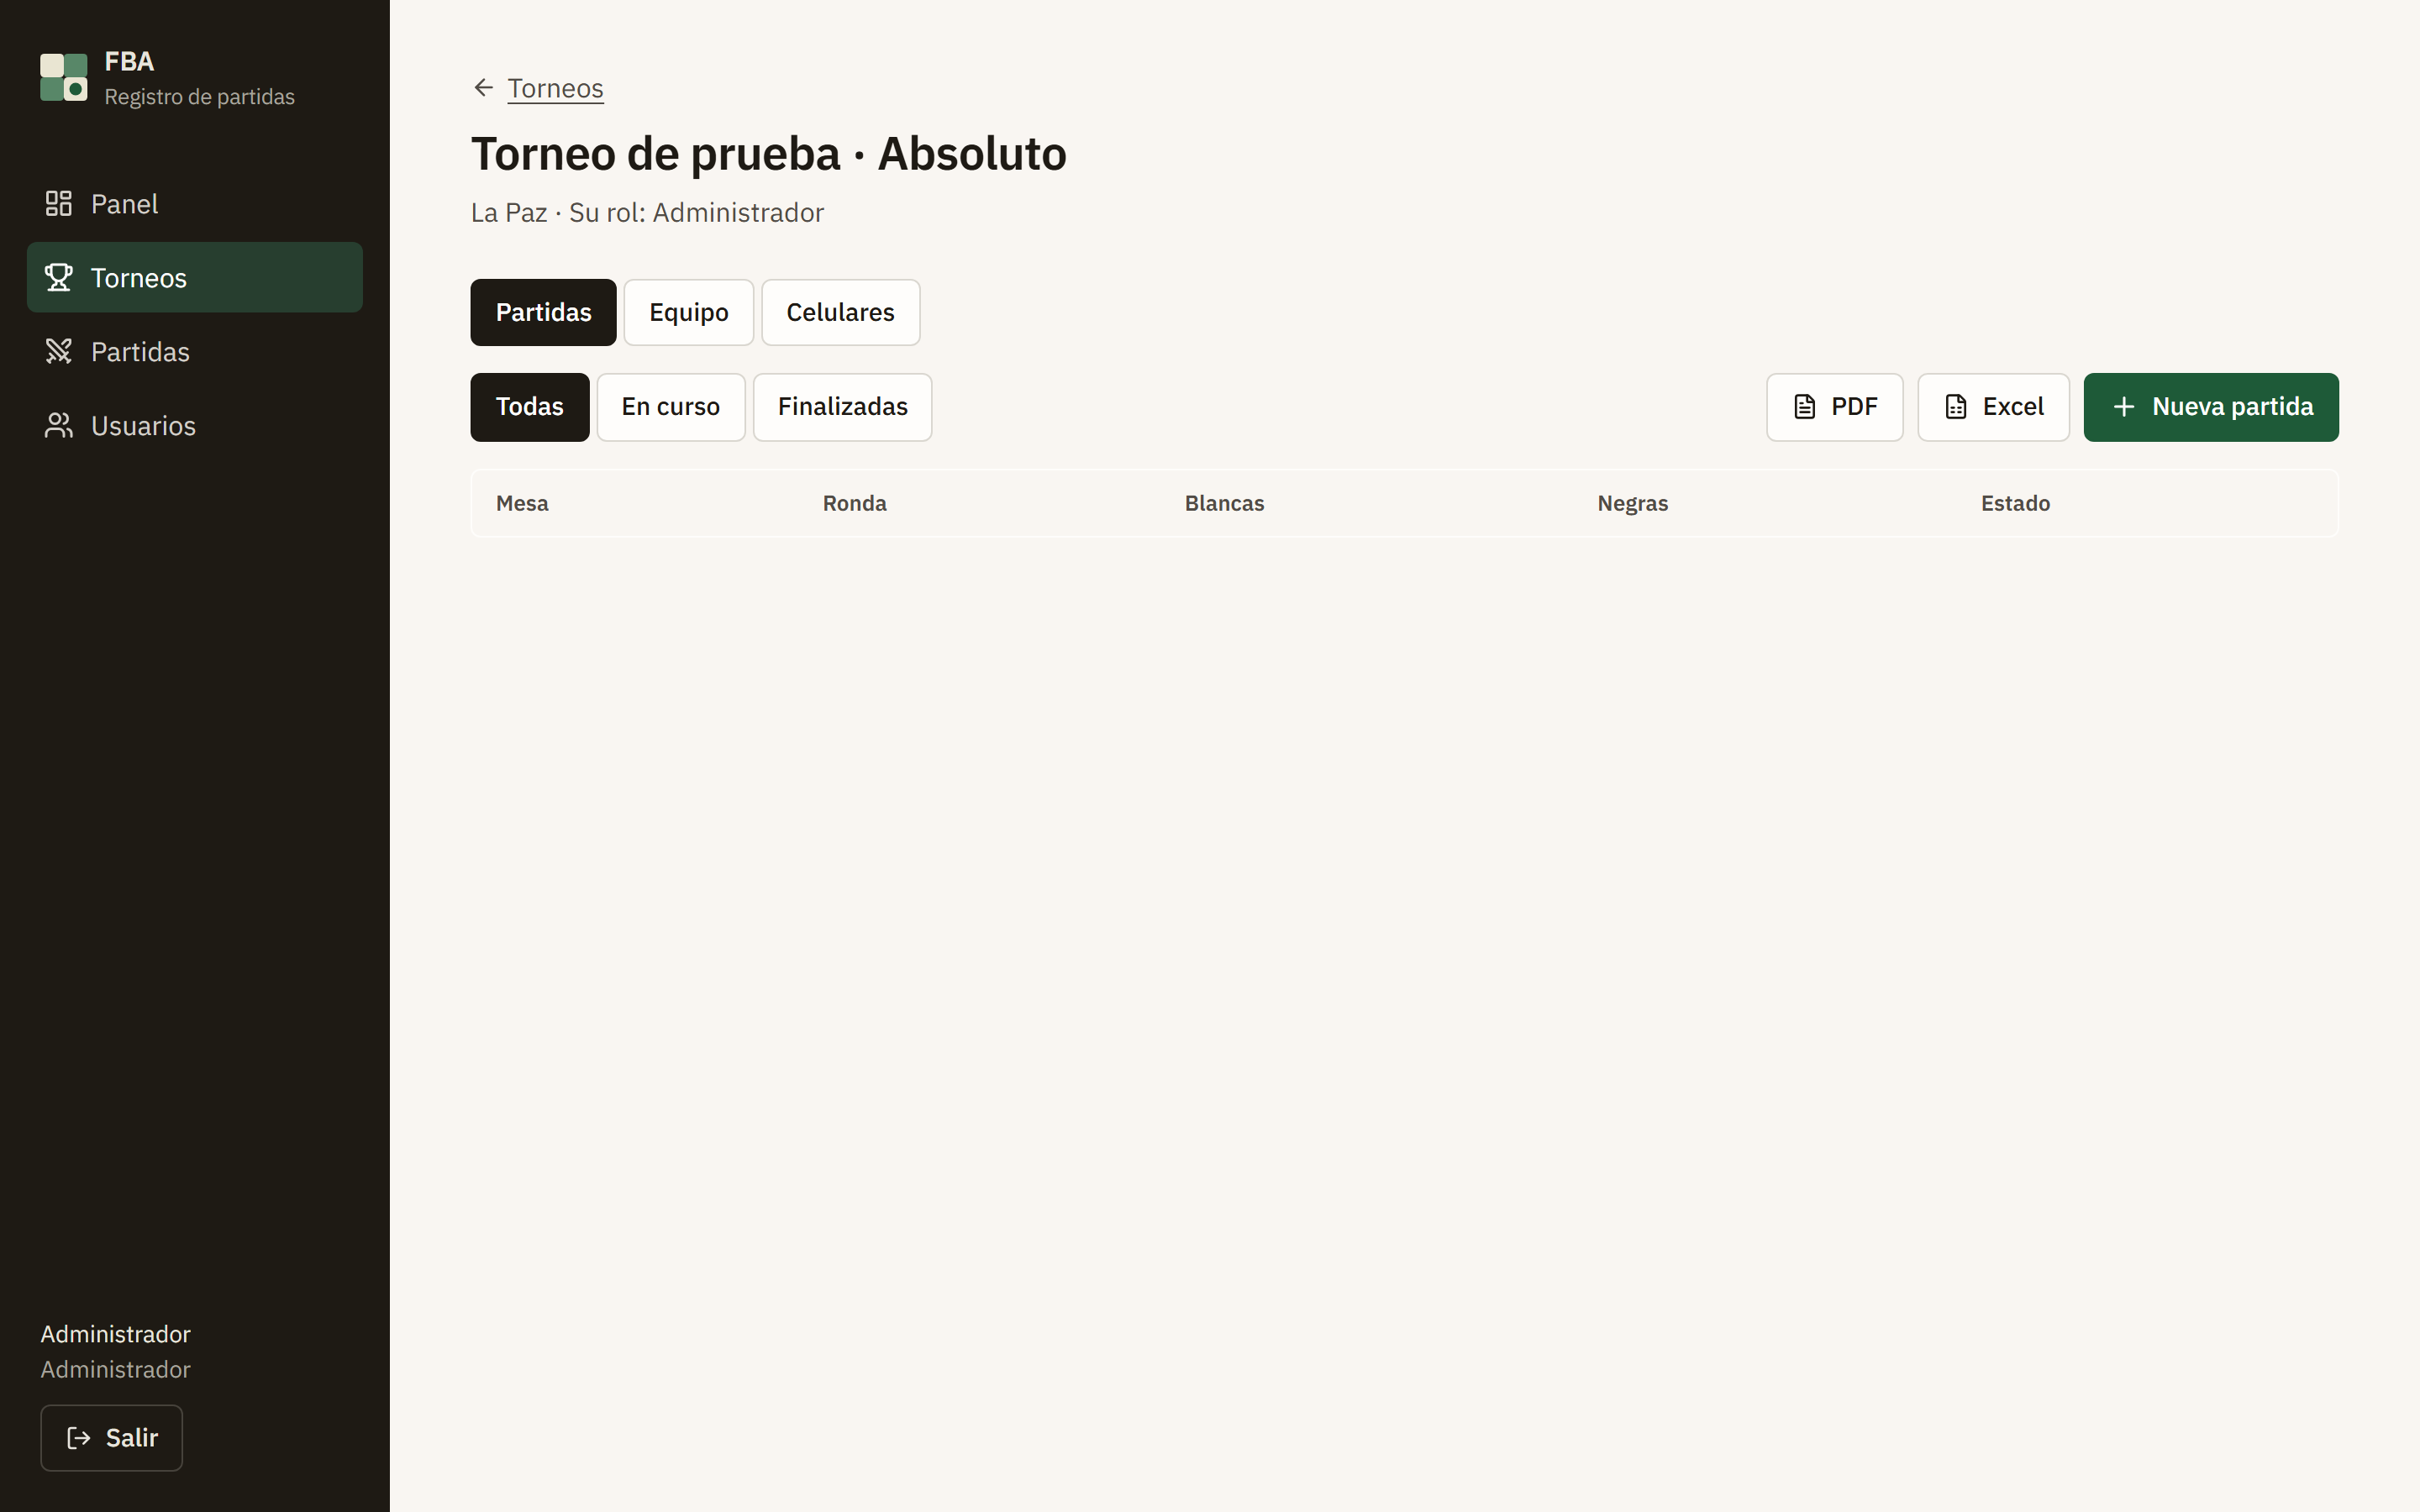 FBA
Registro de partidas
Panel
Torneos
Partidas
Usuarios
Administrador
Administrador
Salir
Torneos
Torneo de prueba · Absoluto
La Paz · Su rol: Administrador
Partidas Equipo Celulares
Todas En curso Finalizadas PDF Excel Nueva partida
Mesa Ronda Blancas Negras Estado